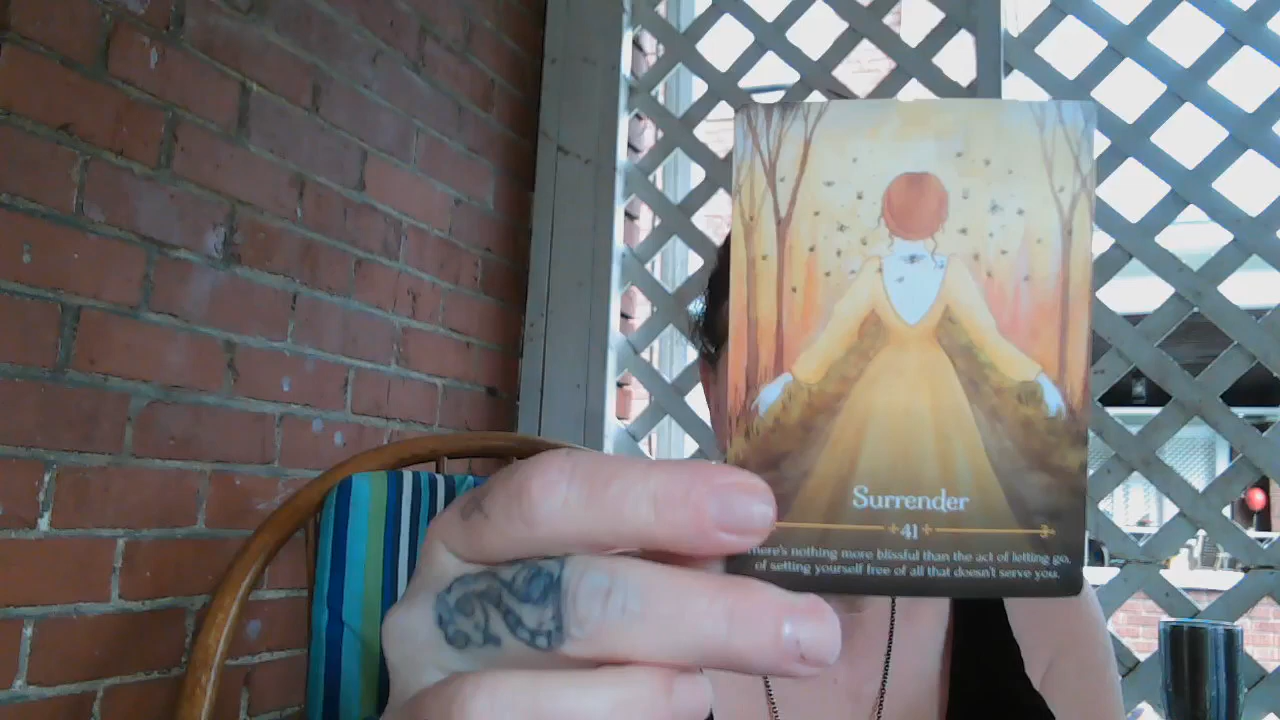 Surrender
41
here's nothing more blissful than the act of letting go,
of setting yourself free of all that doesn't serve you.